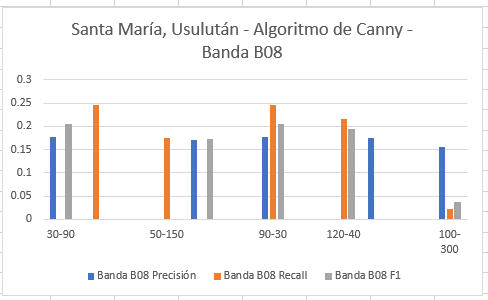 Santa María, Usulután - Algoritmo de Canny -
Banda B08
0.3
0.25
0.2
0.15
0.1
0.05
0
30-90 50-150 90-30 120-40 100-
300
Banda B08 Precisión Banda B08 Recall Banda B08 F1